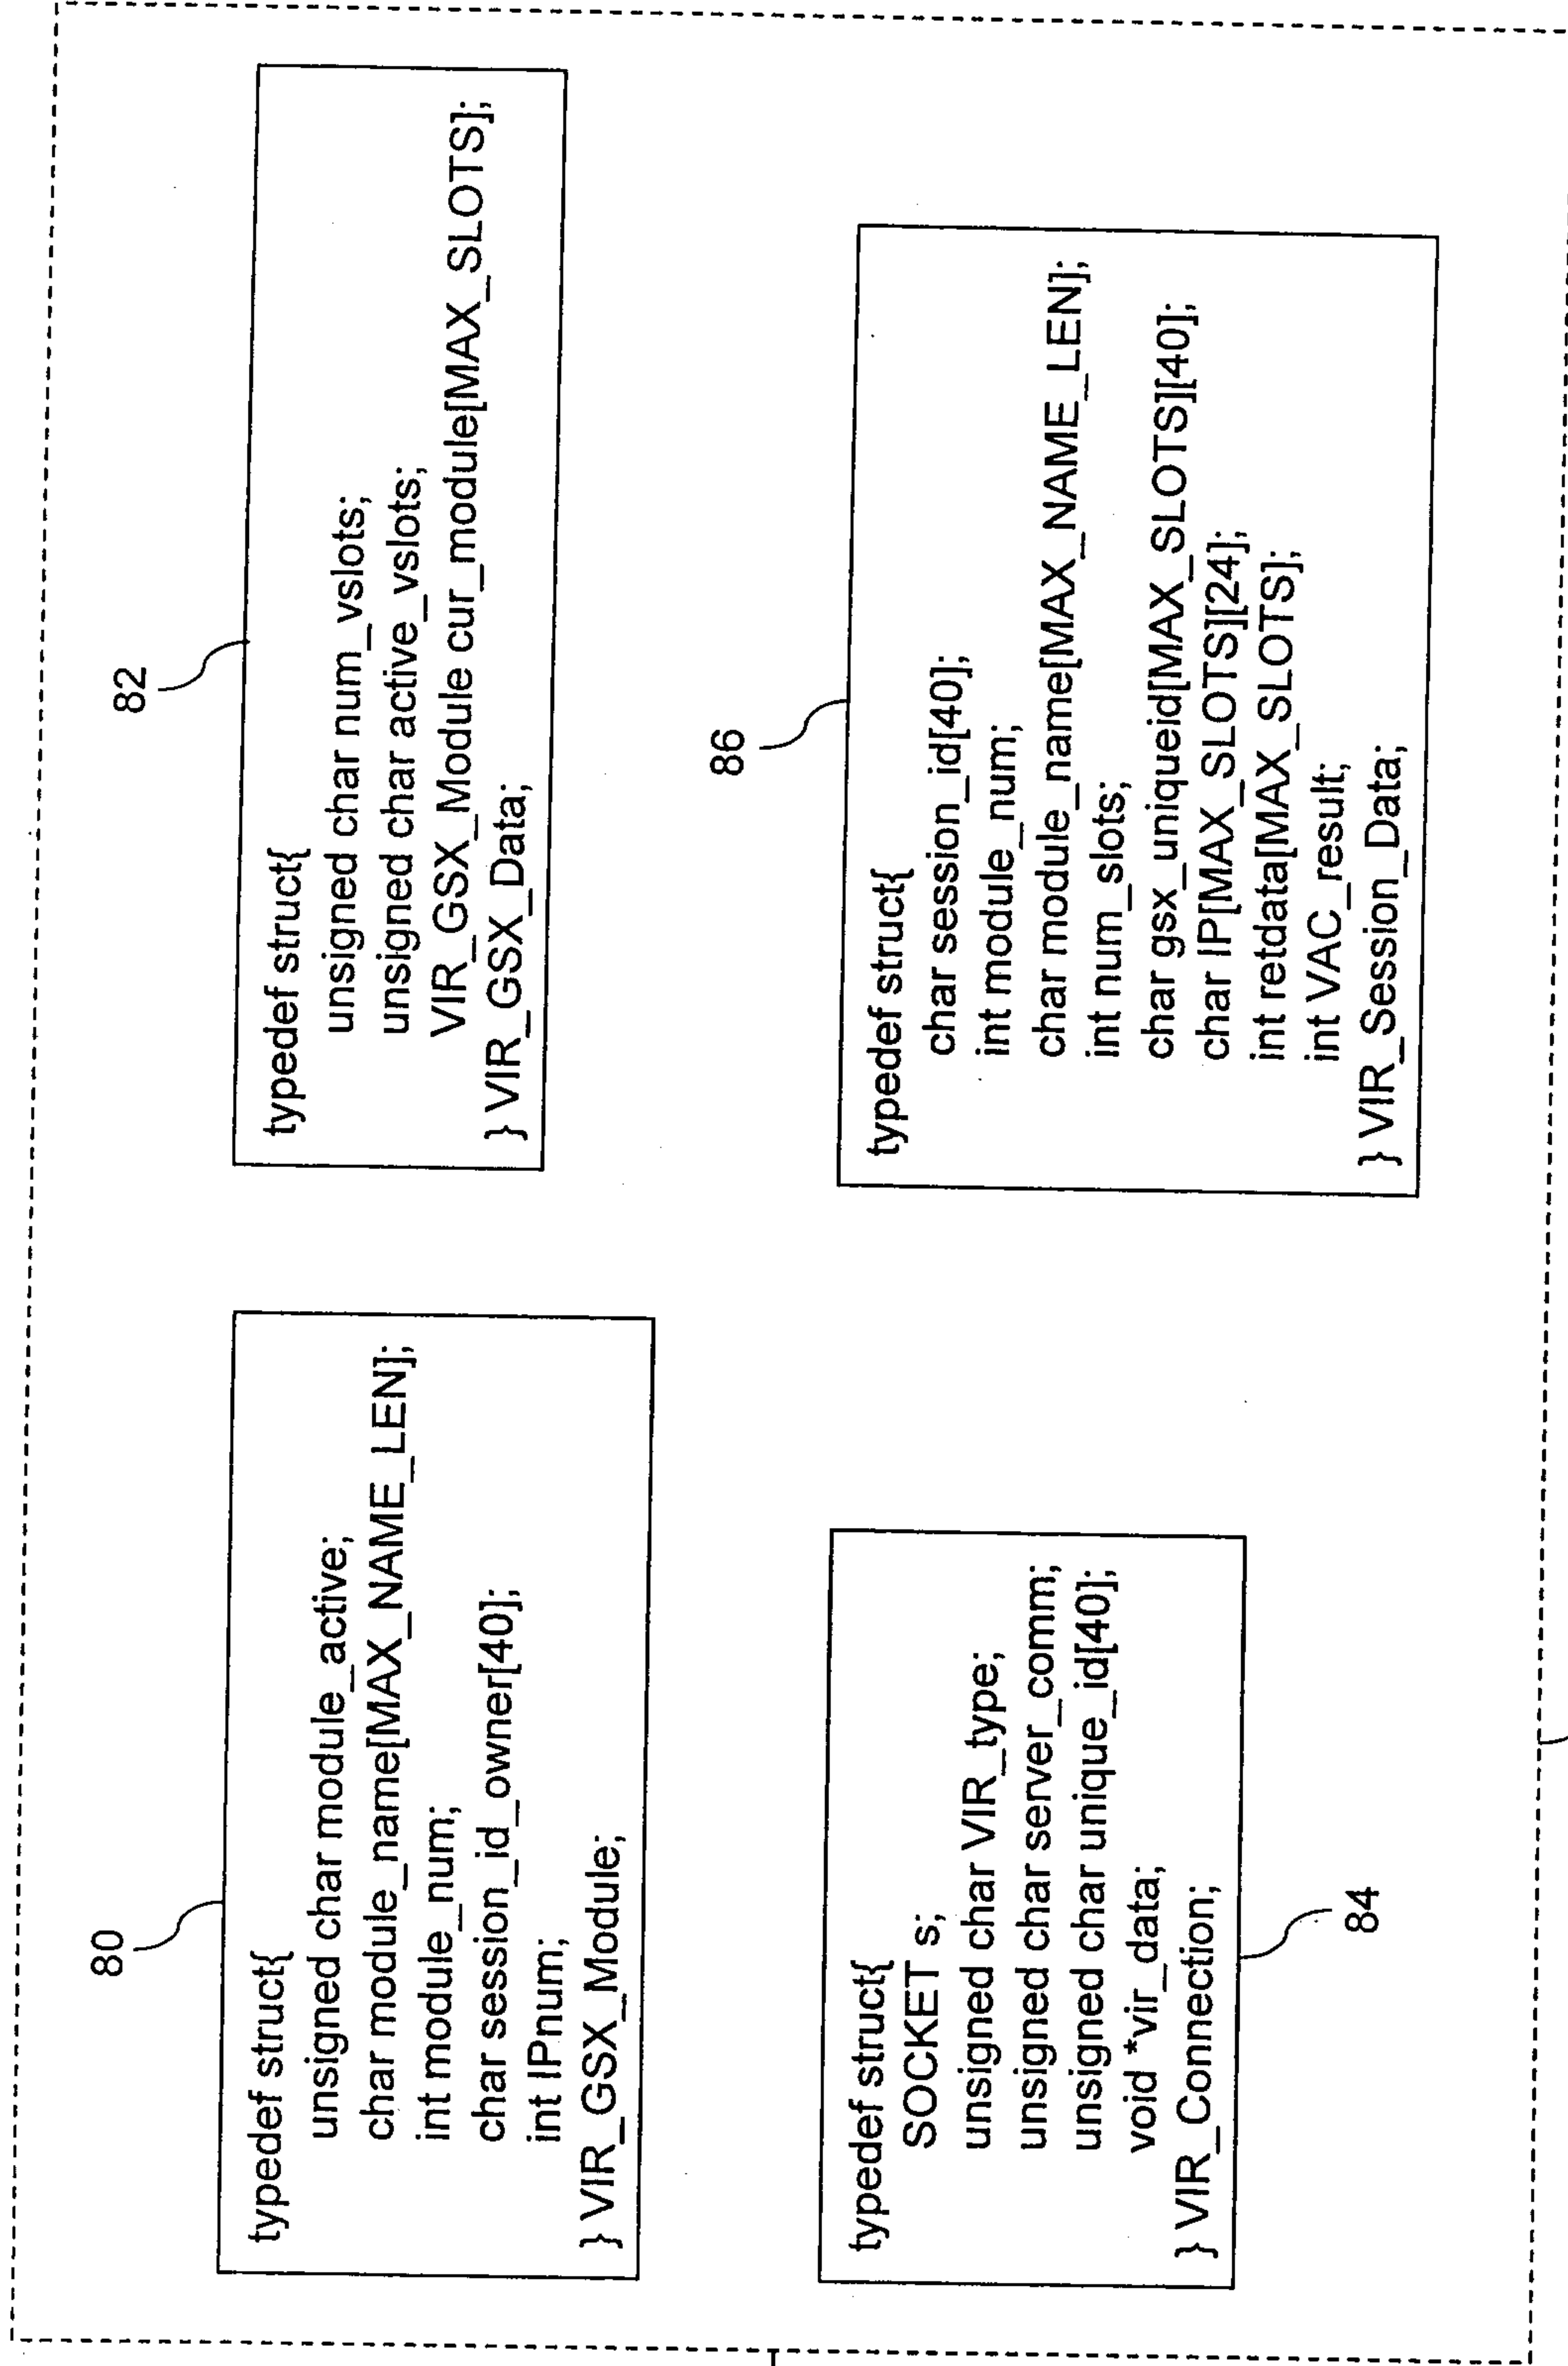 80
typedef struct{
unsigned char module_active;
char module_name[MAX_NAME_LEN];
int module_num;
char session_id_owner[40];
int IPnum;
} VIR_GSX_Module;
82
typedef struct{
unsigned char num_vslots;
unsigned char active_vslots;
VIR_GSX_Module cur_module[MAX_SLOTS];
} VIR_GSX_Data;
typedef struct{
SOCKET s;
unsigned char VIR_type;
unsigned char server_comm;
unsigned char unique_id[40];
void *vir_data;
} VIR_Connection;
84
86
typedef struct{
char session_id[40];
int module_num;
char module_name[MAX_NAME_LEN];
int num_slots;
char gsx_uniqueid[MAX_SLOTS][40];
char IP[MAX_SLOTS][24];
int retdata[MAX_SLOTS];
int VAC_result;
} VIR_Session_Data;